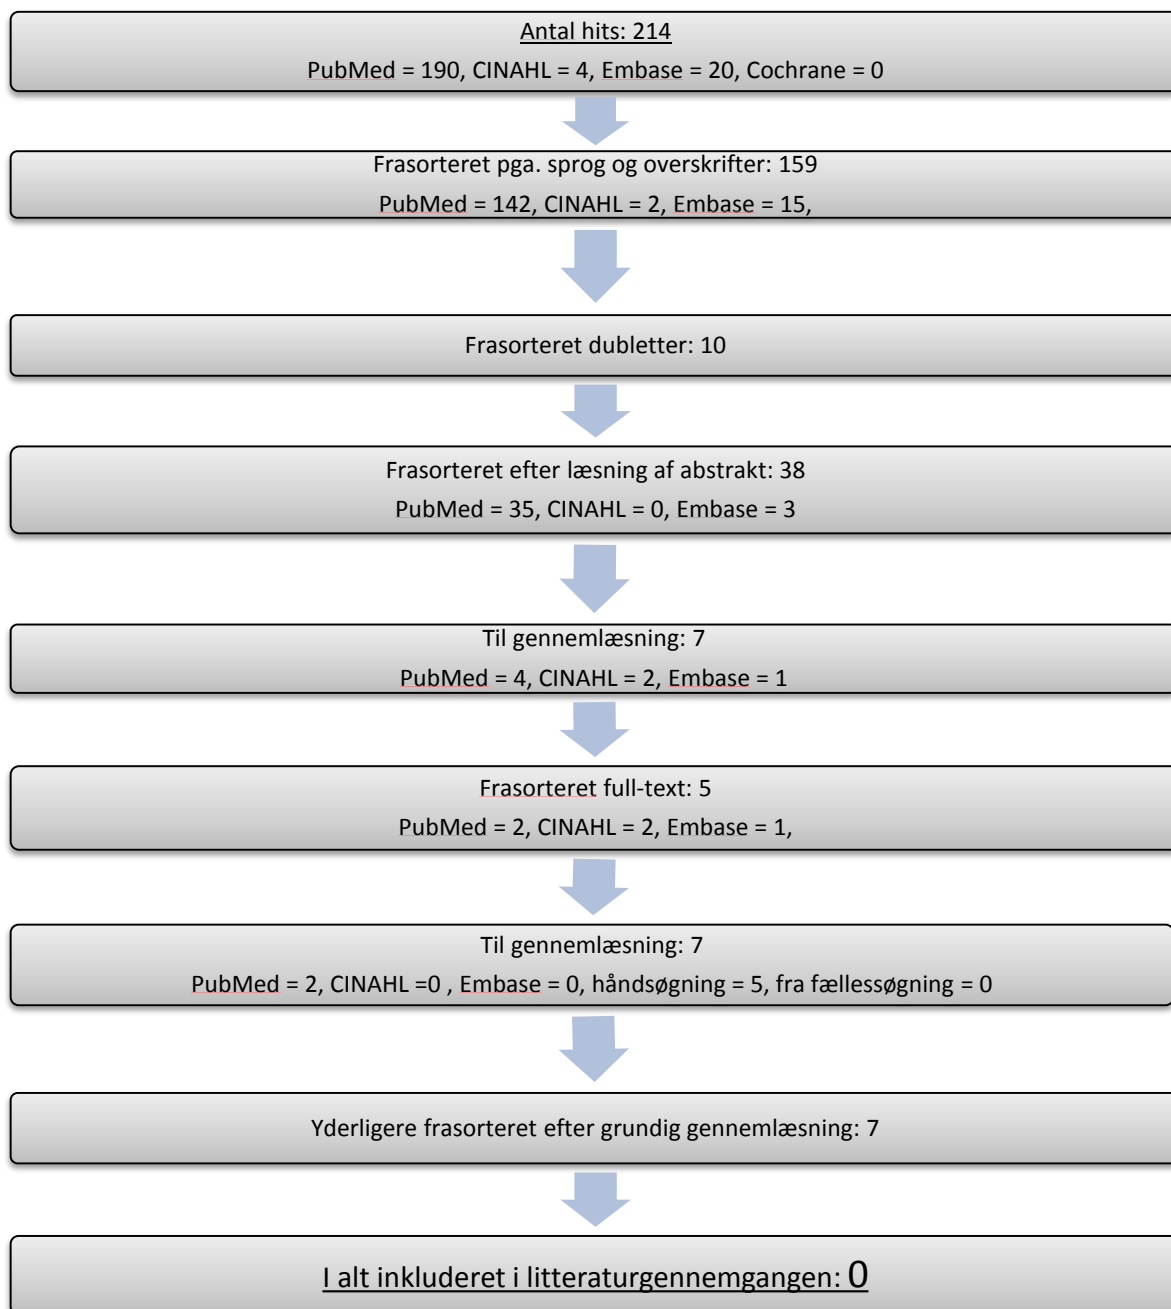 Antal hits: 214
PubMed = 190, CINAHL = 4, Embase = 20, Cochrane = 0
Frasorteret pga. sprog og overskrifter: 159
PubMed = 142, CINAHL = 2, Embase = 15,
Frasorteret dubletter: 10
Frasorteret efter læsning af abstrakt: 38
PubMed = 35, CINAHL = 0, Embase = 3
Til gennemlæsning: 7
PubMed = 4, CINAHL = 2, Embase = 1
Frasorteret full-text: 5
PubMed = 2, CINAHL = 2, Embase = 1,
Til gennemlæsning: 7
PubMed = 2, CINAHL =0 , Embase = 0, håndsøgning = 5, fra fællessøgning = 0
Yderligere frasorteret efter grundig gennemlæsning: 7
I alt inkluderet i litteraturgennemgangen: 0